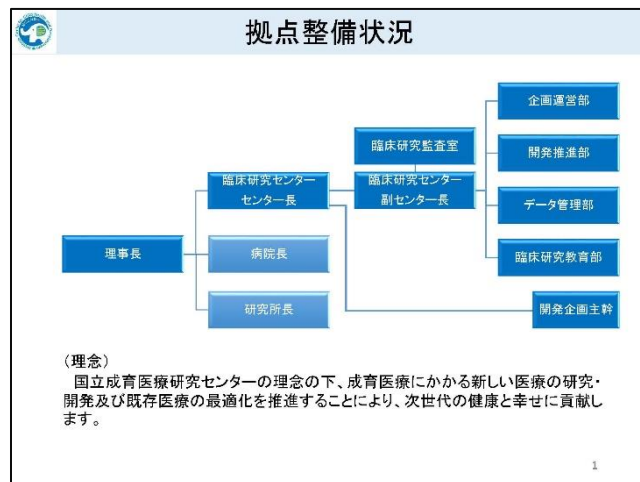 拠点整備状況
企画運営部
臨床研究監査室
開発推進部
臨床研究センター
センター長
臨床研究センター
副センター長
データ管理部
理事長
病院長
臨床研究教育部
研究所長
開発企画主幹
(理念)
国立成育医療研究センターの理念の下、成育医療にかかる新しい医療の研究・
開発及び既存医療の最適化を推進することにより、次世代の健康と幸せに貢献し
ます。
1